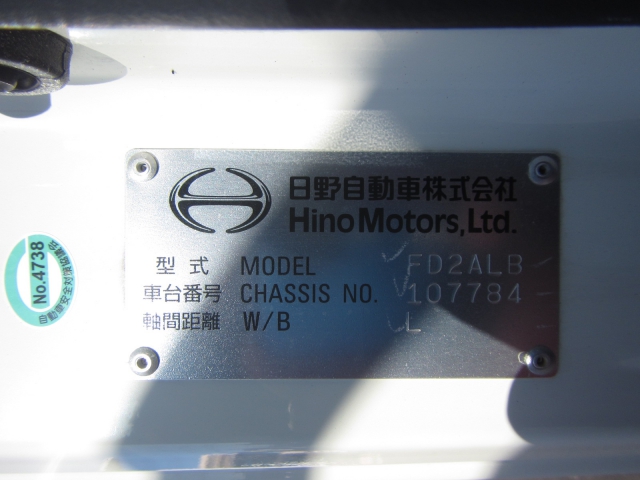 日野自動車株式会社
Hino Motors, Ltd.
型式 MODEL FD2ALB
車台番号 CHASSIS NO. 107784
軸間距離 W/B L
No.4738